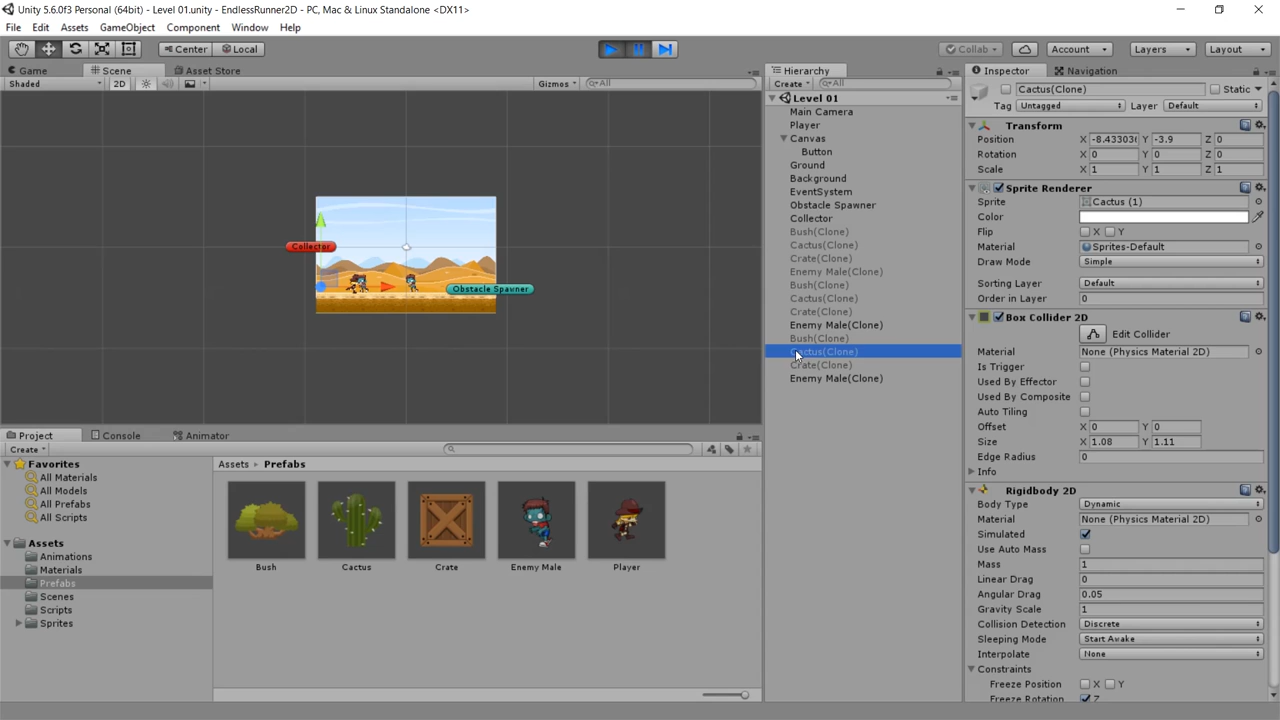 Unity 5.6.0f3 Personal (64bit) - Level 01.unity - EndlessRunner2D - PC, Mac & Linux Standalone <DX11>
File Edit Assets GameObject Component Window Help
Center Local Collab Account Layers Layout
Game Scene Asset Store
Shaded 2D Gizmos All
Collector
Obstacle Spawner
Hierarchy
Create All
Level 01
Main Camera
Player
Canvas
Button
Ground
Background
EventSystem
Obstacle Spawner
Collector
Bush(Clone)
Cactus(Clone)
Crate(Clone)
Enemy Male(Clone)
Bush(Clone)
Cactus(Clone)
Crate(Clone)
Enemy Male(Clone)
Bush(Clone)
Cactus(Clone)
Crate(Clone)
Enemy Male(Clone)
Inspector Navigation
Cactus(Clone) Static
Tag Untagged Layer Default
Transform
Position X -8.43303 Y -3.9 Z 0
Rotation X 0 Y 0 Z 0
Scale X 1 Y 1 Z 1
Sprite Renderer
Sprite Cactus (1)
Color
Flip X Y
Material Sprites-Default
Draw Mode Simple
Sorting Layer Default
Order in Layer 0
Box Collider 2D
Edit Collider
Material None (Physics Material 2D)
Is Trigger
Used By Effector
Used By Composite
Auto Tiling
Offset X 0 Y 0
Size X 1.08 Y 1.11
Edge Radius 0
Info
Rigidbody 2D
Body Type Dynamic
Material None (Physics Material 2D)
Simulated
Use Auto Mass
Mass 1
Linear Drag 0
Angular Drag 0.05
Gravity Scale 1
Collision Detection Discrete
Sleeping Mode Start Awake
Interpolate None
Constraints
Freeze Position X Y
Freeze Rotation Z
Project Console Animator
Create
Favorites
All Materials
All Models
All Prefabs
All Scripts
Assets
Animations
Materials
Prefabs
Scenes
Scripts
Sprites
Assets Prefabs
Bush Cactus Crate Enemy Male Player